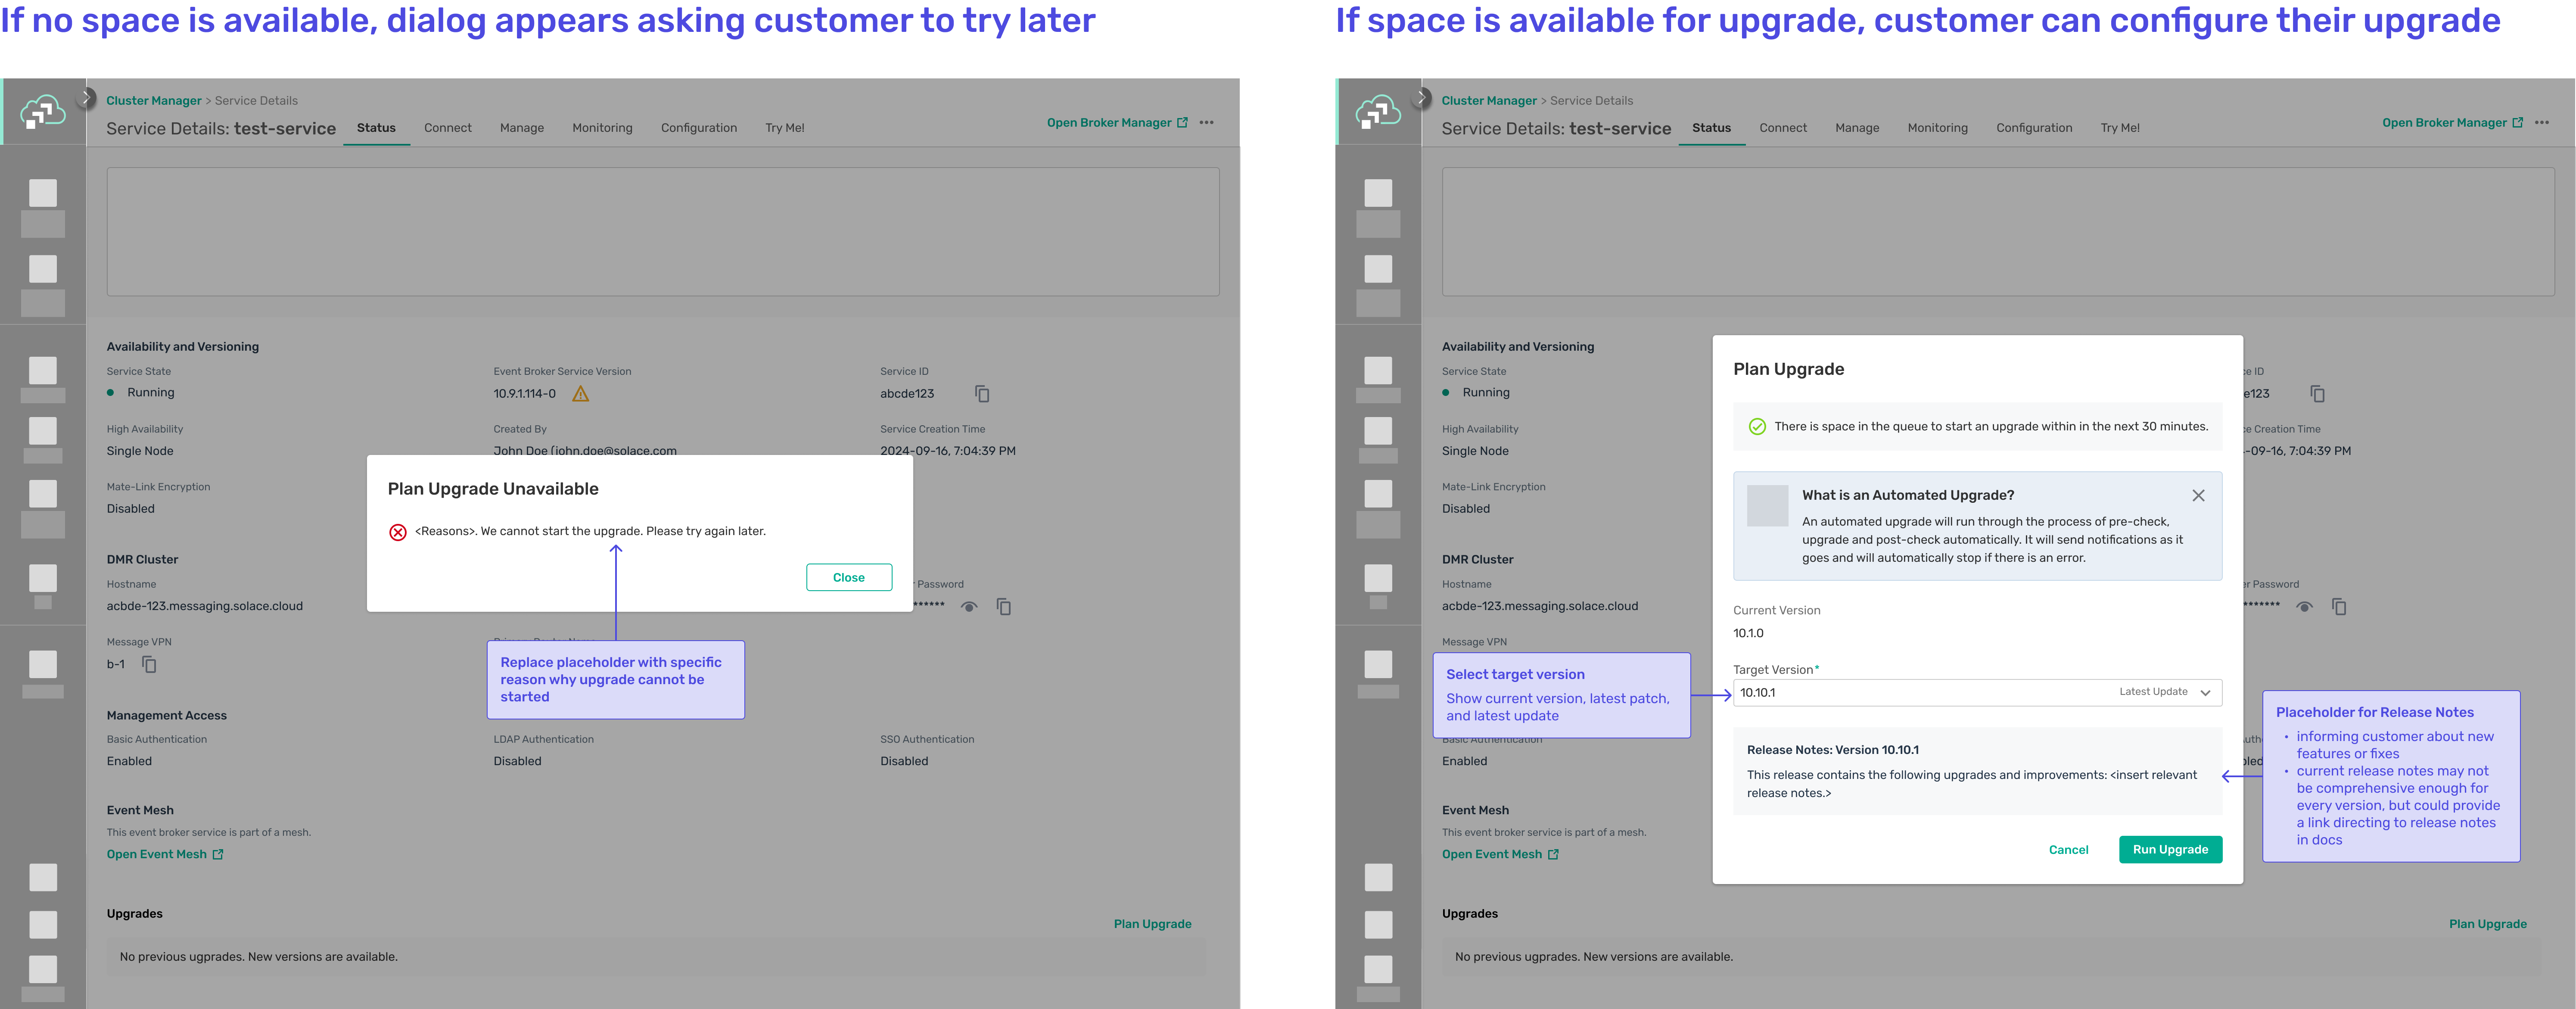 If no space is available, dialog appears asking customer to try later
Cluster Manager > Service Details
Service Details: test-service
Status
Connect
Manage
Monitoring
Configuration
Try Me!
Open Broker Manager
Availability and Versioning
Service State
Event Broker Service Version
Service ID
Running
10.9.1.114-0
abcde123
High Availability
Created By
Service Creation Time
Single Node
John Doe (john.doe@solace.com
2024-09-16, 7:04:39 PM
Mate-Link Encryption
Disabled
Plan Upgrade Unavailable
<Reasons>. We cannot start the upgrade. Please try again later.
Close
DMR Cluster
Hostname
Password
acbde-123.messaging.solace.cloud
******
Message VPN
b-1
Replace placeholder with specific
reason why upgrade cannot be
started
Management Access
Basic Authentication
LDAP Authentication
SSO Authentication
Enabled
Disabled
Disabled
Event Mesh
This event broker service is part of a mesh.
Open Event Mesh
Upgrades
Plan Upgrade
No previous ugprades. New versions are available.
If space is available for upgrade, customer can configure their upgrade
Cluster Manager > Service Details
Service Details: test-service
Status
Connect
Manage
Monitoring
Configuration
Try Me!
Open Broker Manager
Availability and Versioning
Service State
ce ID
Running
e123
High Availability
ce Creation Time
Single Node
-09-16, 7:04:39 PM
Mate-Link Encryption
Disabled
DMR Cluster
Hostname
er Password
acbde-123.messaging.solace.cloud
*******
Message VPN
Plan Upgrade
There is space in the queue to start an upgrade within in the next 30 minutes.
What is an Automated Upgrade?
An automated upgrade will run through the process of pre-check,
upgrade and post-check automatically. It will send notifications as it
goes and will automatically stop if there is an error.
Current Version
10.1.0
Target Version*
10.10.1
Latest Update
Release Notes: Version 10.10.1
This release contains the following upgrades and improvements: <insert relevant
release notes.>
Cancel
Run Upgrade
Select target version
Show current version, latest patch,
and latest update
Placeholder for Release Notes
• informing customer about new
features or fixes
• current release notes may not
be comprehensive enough for
every version, but could provide
a link directing to release notes
in docs
Basic Authentication
Enabled
Event Mesh
This event broker service is part of a mesh.
Open Event Mesh
Upgrades
Plan Upgrade
No previous ugprades. New versions are available.